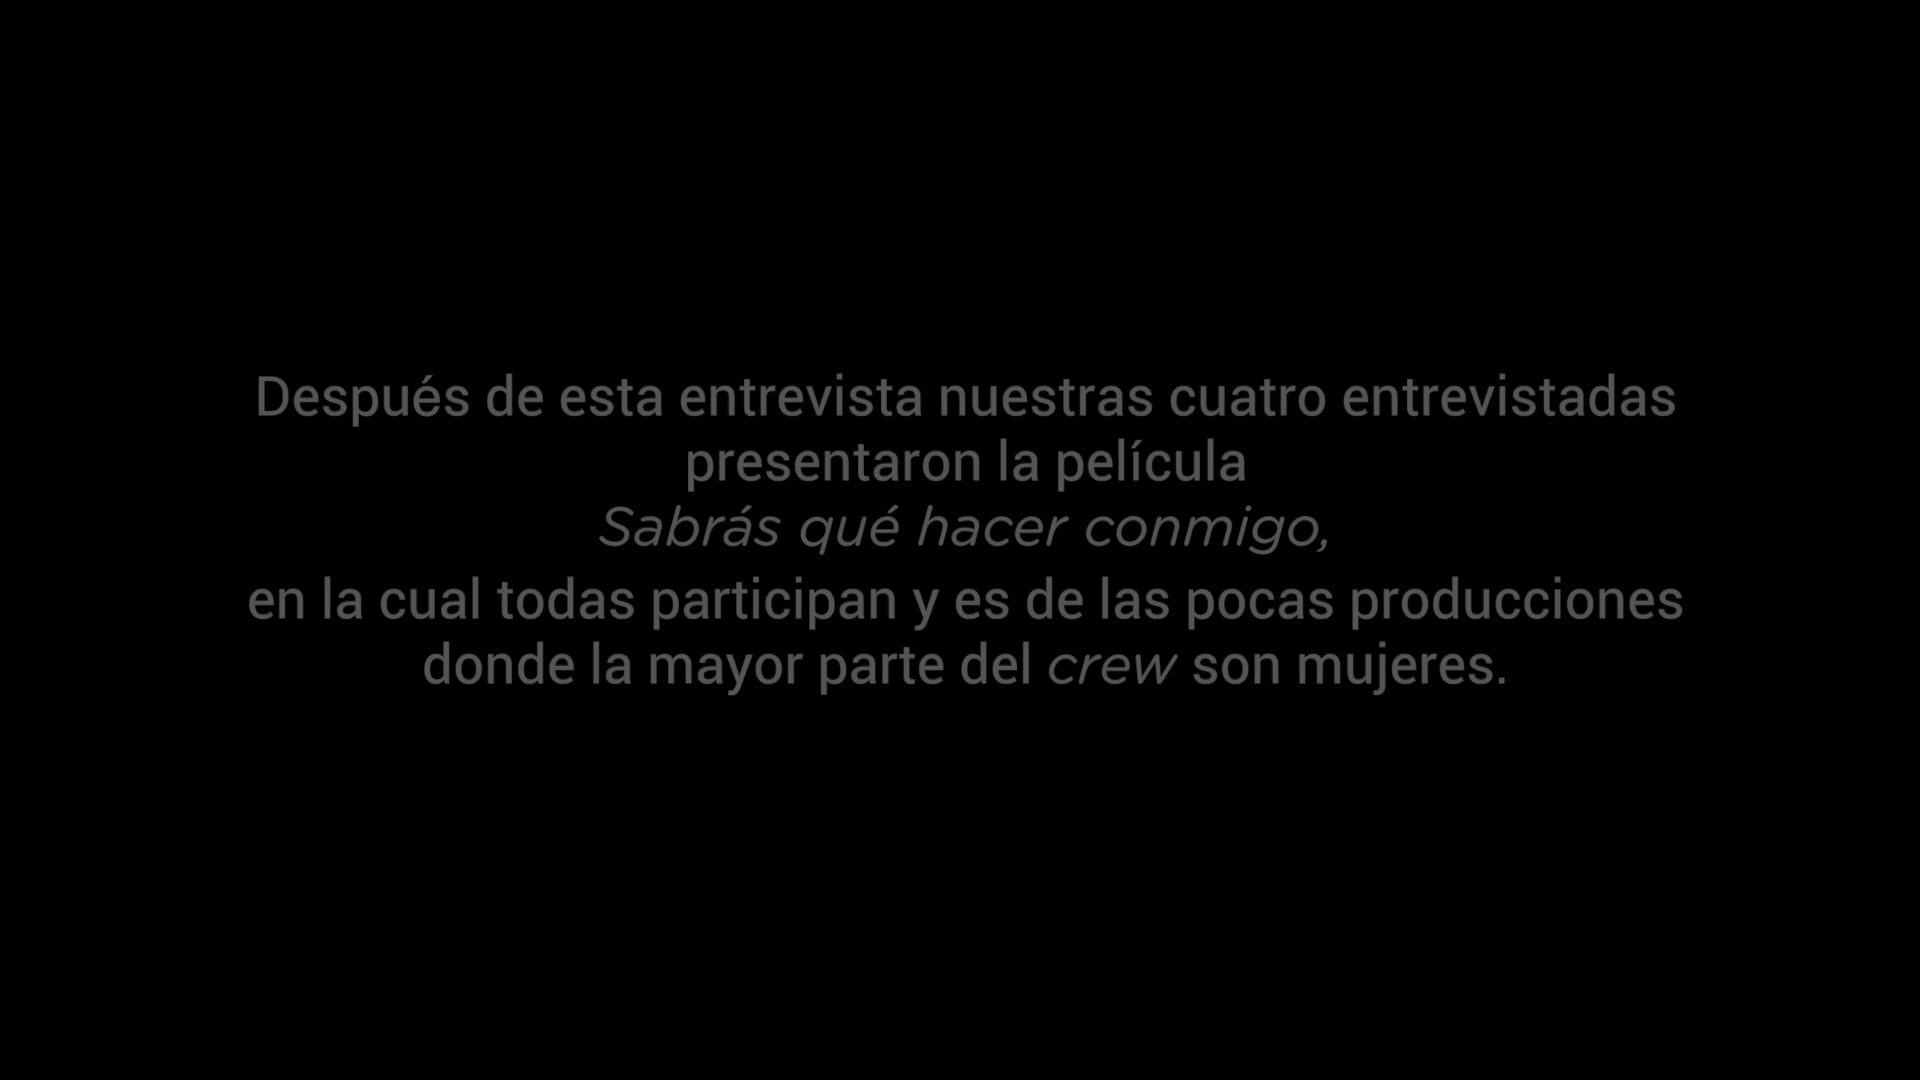 Después de esta entrevista nuestras cuatro entrevistadas
presentaron la película
Sabrás qué hacer conmigo,
en la cual todas participan y es de las pocas producciones
donde la mayor parte del crew son mujeres.